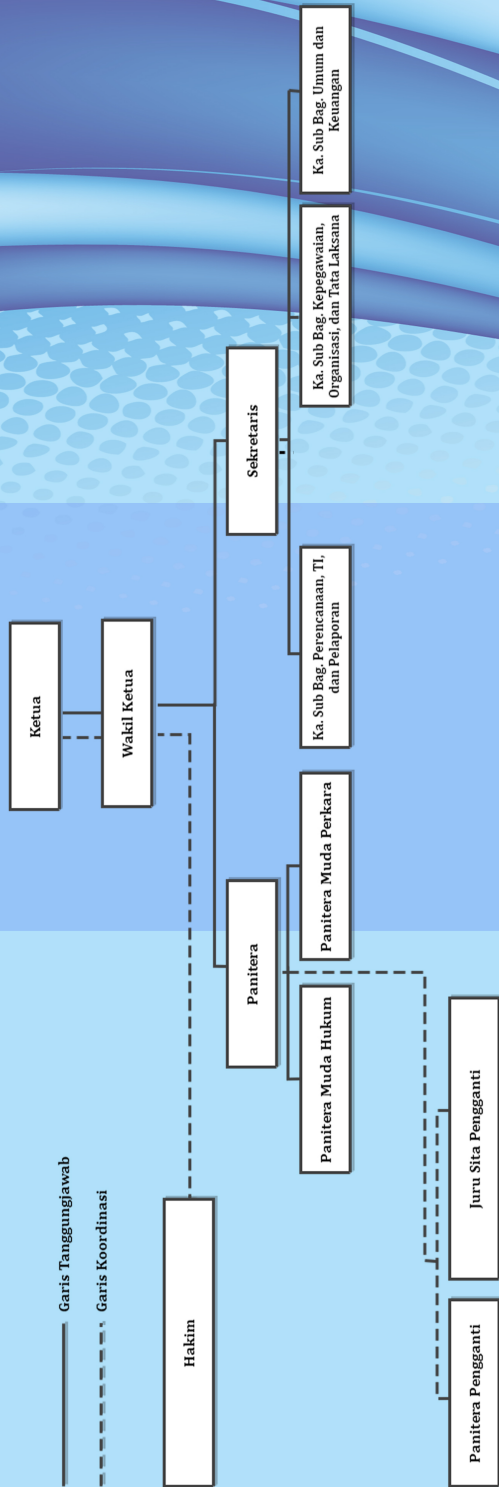 Garis Tanggungjawab
Garis Koordinasi
Ketua
Wakil Ketua
Hakim
Panitera
Sekretaris
Panitera Muda Hukum
Panitera Muda Perkara
Ka. Sub Bag. Perencanaan, TI,
dan Pelaporan
Ka. Sub Bag. Kepegawaian,
Organisasi, dan Tata Laksana
Ka. Sub Bag. Umum dan
Keuangan
Panitera Pengganti
Juru Sita Pengganti